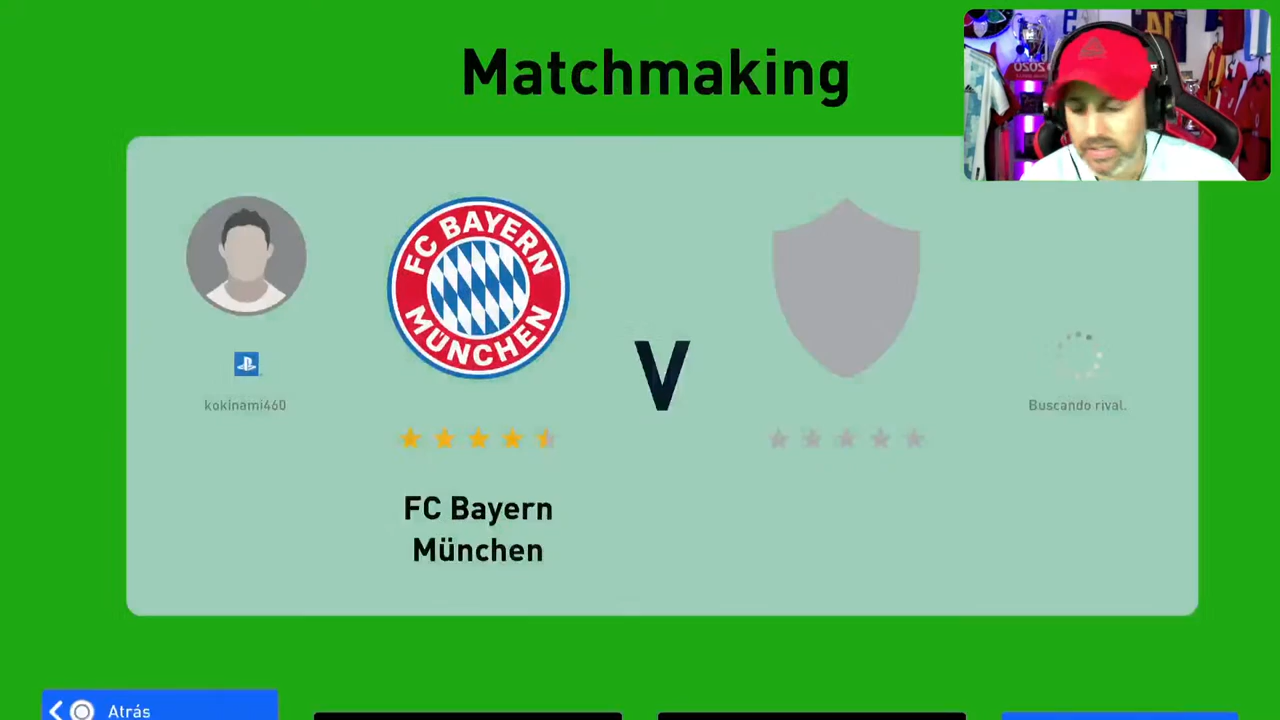 Matchmaking
FC BAYERN
MÜNCHEN
V
kokinami460
Buscando rival.
FC Bayern
München
Atrás